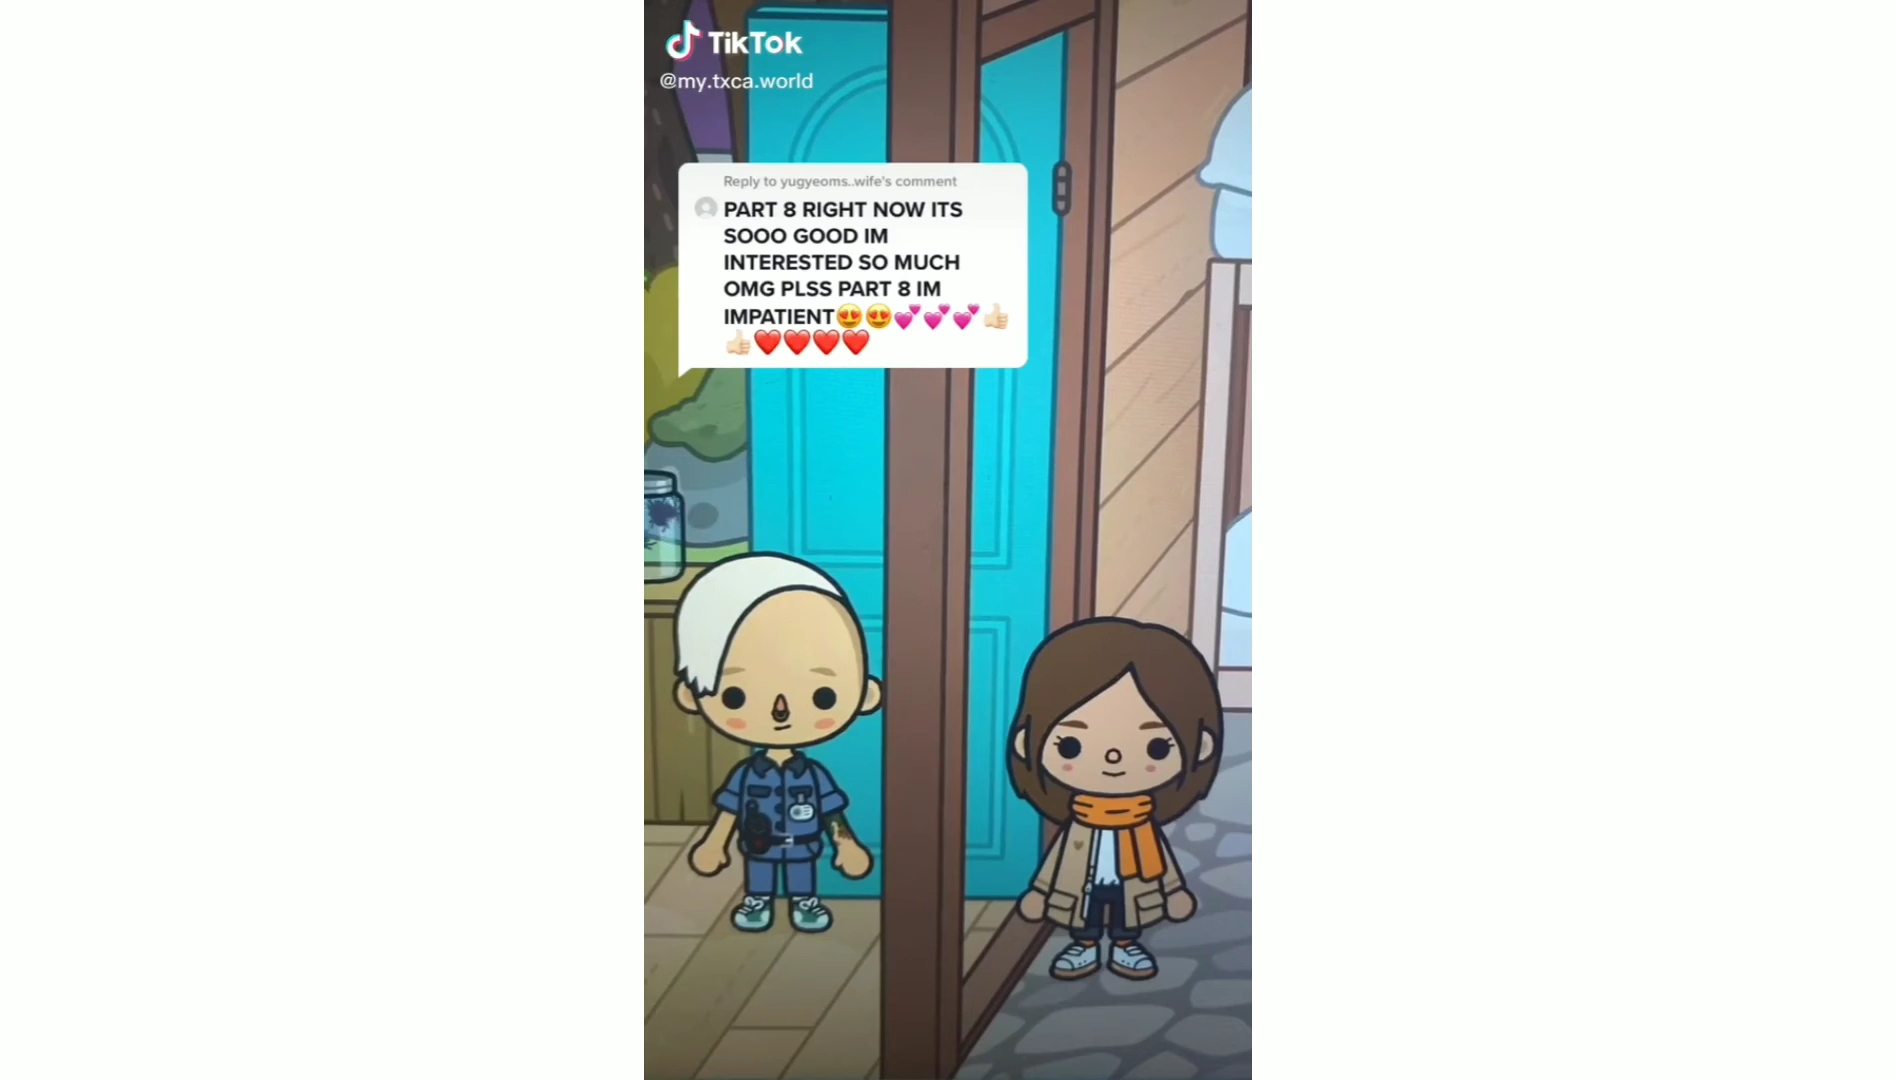 TikTok
@my.txca.world
Reply to yugyeoms..wife's comment
PART 8 RIGHT NOW ITS
SOOO GOOD IM
INTERESTED SO MUCH
OMG PLSS PART 8 IM
IMPATIENT😍😍💕💕💕👍🏻
👍🏻❤️❤️❤️❤️